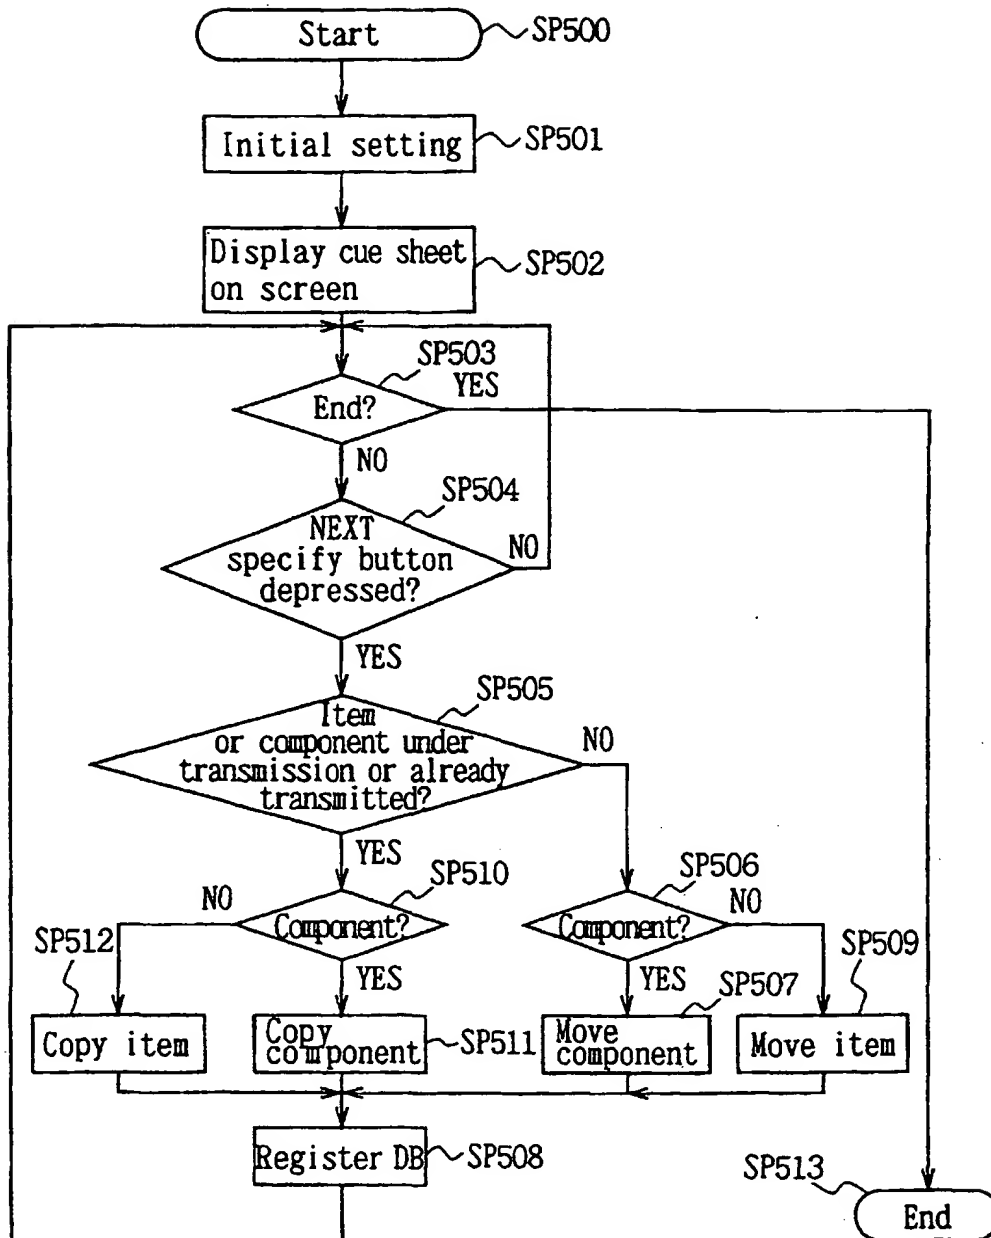 Start
SP500
Initial setting
SP501
Display cue sheet
on screen
SP502
SP503
End?
YES
NO
SP504
NEXT
specify button
depressed?
NO
YES
SP505
Item
or component under
transmission or already
transmitted?
NO
YES
SP510
Component?
NO
YES
SP506
Component?
NO
YES
SP512
Copy item
Copy
component
SP511
SP507
Move
component
SP509
Move item
Register DB
SP508
SP513
End